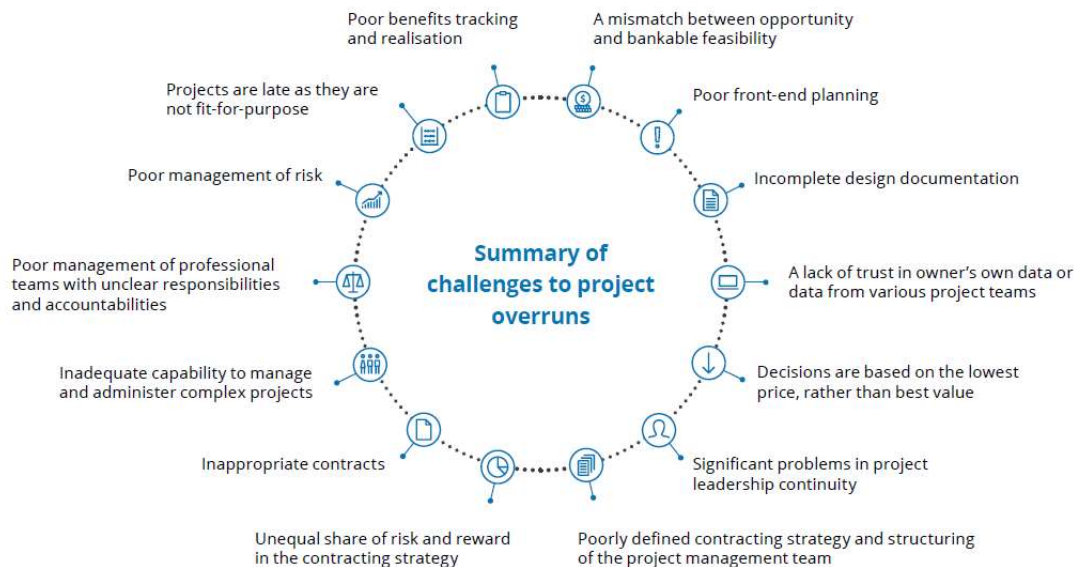 Poor benefits tracking
and realisation
A mismatch between opportunity
and bankable feasibility
Projects are late as they are
not fit-for-purpose
Poor front-end planning
Poor management of risk
Incomplete design documentation
Summary of
challenges to project
overruns
Poor management of professional
teams with unclear responsibilities
and accountabilities
A lack of trust in owner’s own data or
data from various project teams
Inadequate capability to manage
and administer complex projects
Decisions are based on the lowest
price, rather than best value
Inappropriate contracts
Significant problems in project
leadership continuity
Unequal share of risk and reward
in the contracting strategy
Poorly defined contracting strategy and structuring
of the project management team